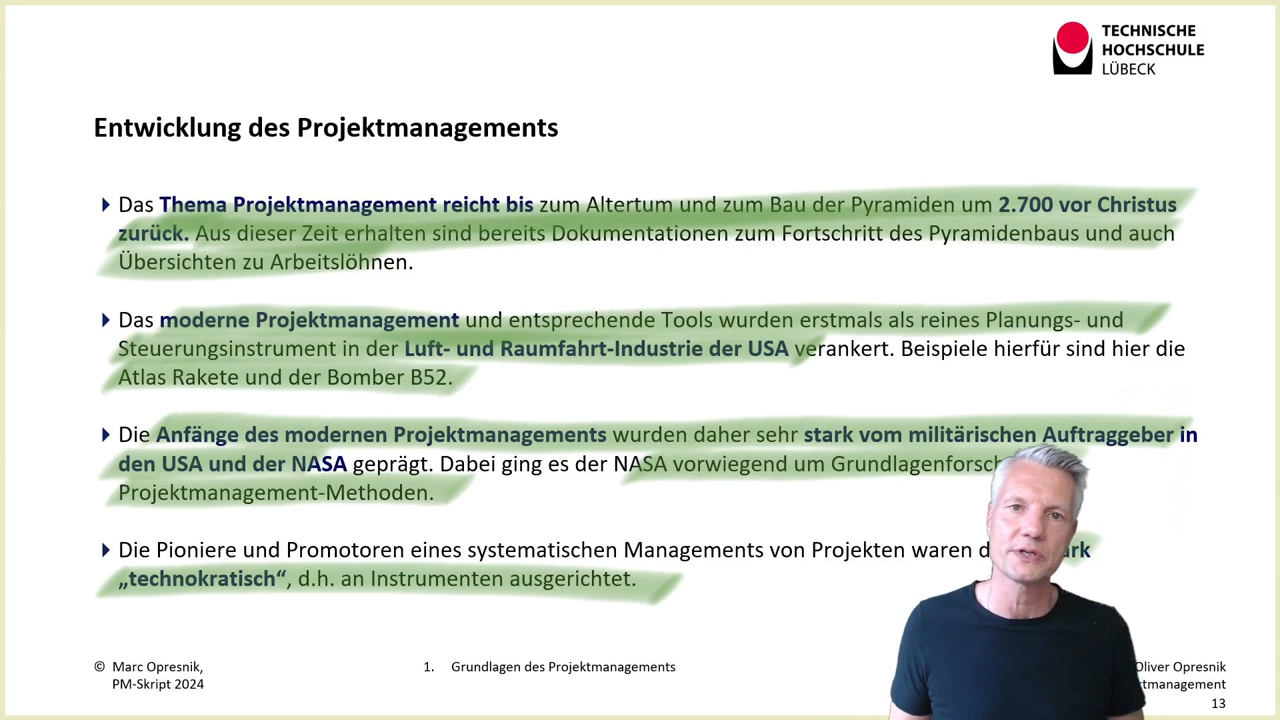 TECHNISCHE
HOCHSCHULE
LÜBECK
Entwicklung des Projektmanagements
Das Thema Projektmanagement reicht bis zum Altertum und zum Bau der Pyramiden um 2.700 vor Christus
zurück. Aus dieser Zeit erhalten sind bereits Dokumentationen zum Fortschritt des Pyramidenbaus und auch
Übersichten zu Arbeitslöhnen.
Das moderne Projektmanagement und entsprechende Tools wurden erstmals als reines Planungs- und
Steuerungsinstrument in der Luft- und Raumfahrt-Industrie der USA verankert. Beispiele hierfür sind hier die
Atlas Rakete und der Bomber B52.
Die Anfänge des modernen Projektmanagements wurden daher sehr stark vom militärischen Auftraggeber in
den USA und der NASA geprägt. Dabei ging es der NASA vorwiegend um
Projektmanagement-Methoden.
Die Pioniere und Promotoren eines systematischen Managements von Projekten waren
„technokratisch“, d.h. an Instrumenten ausgerichtet.
© Marc Opresnik,
PM-Skript 2024
1. Grundlagen des Projektmanagements
Oliver Opresnik
13